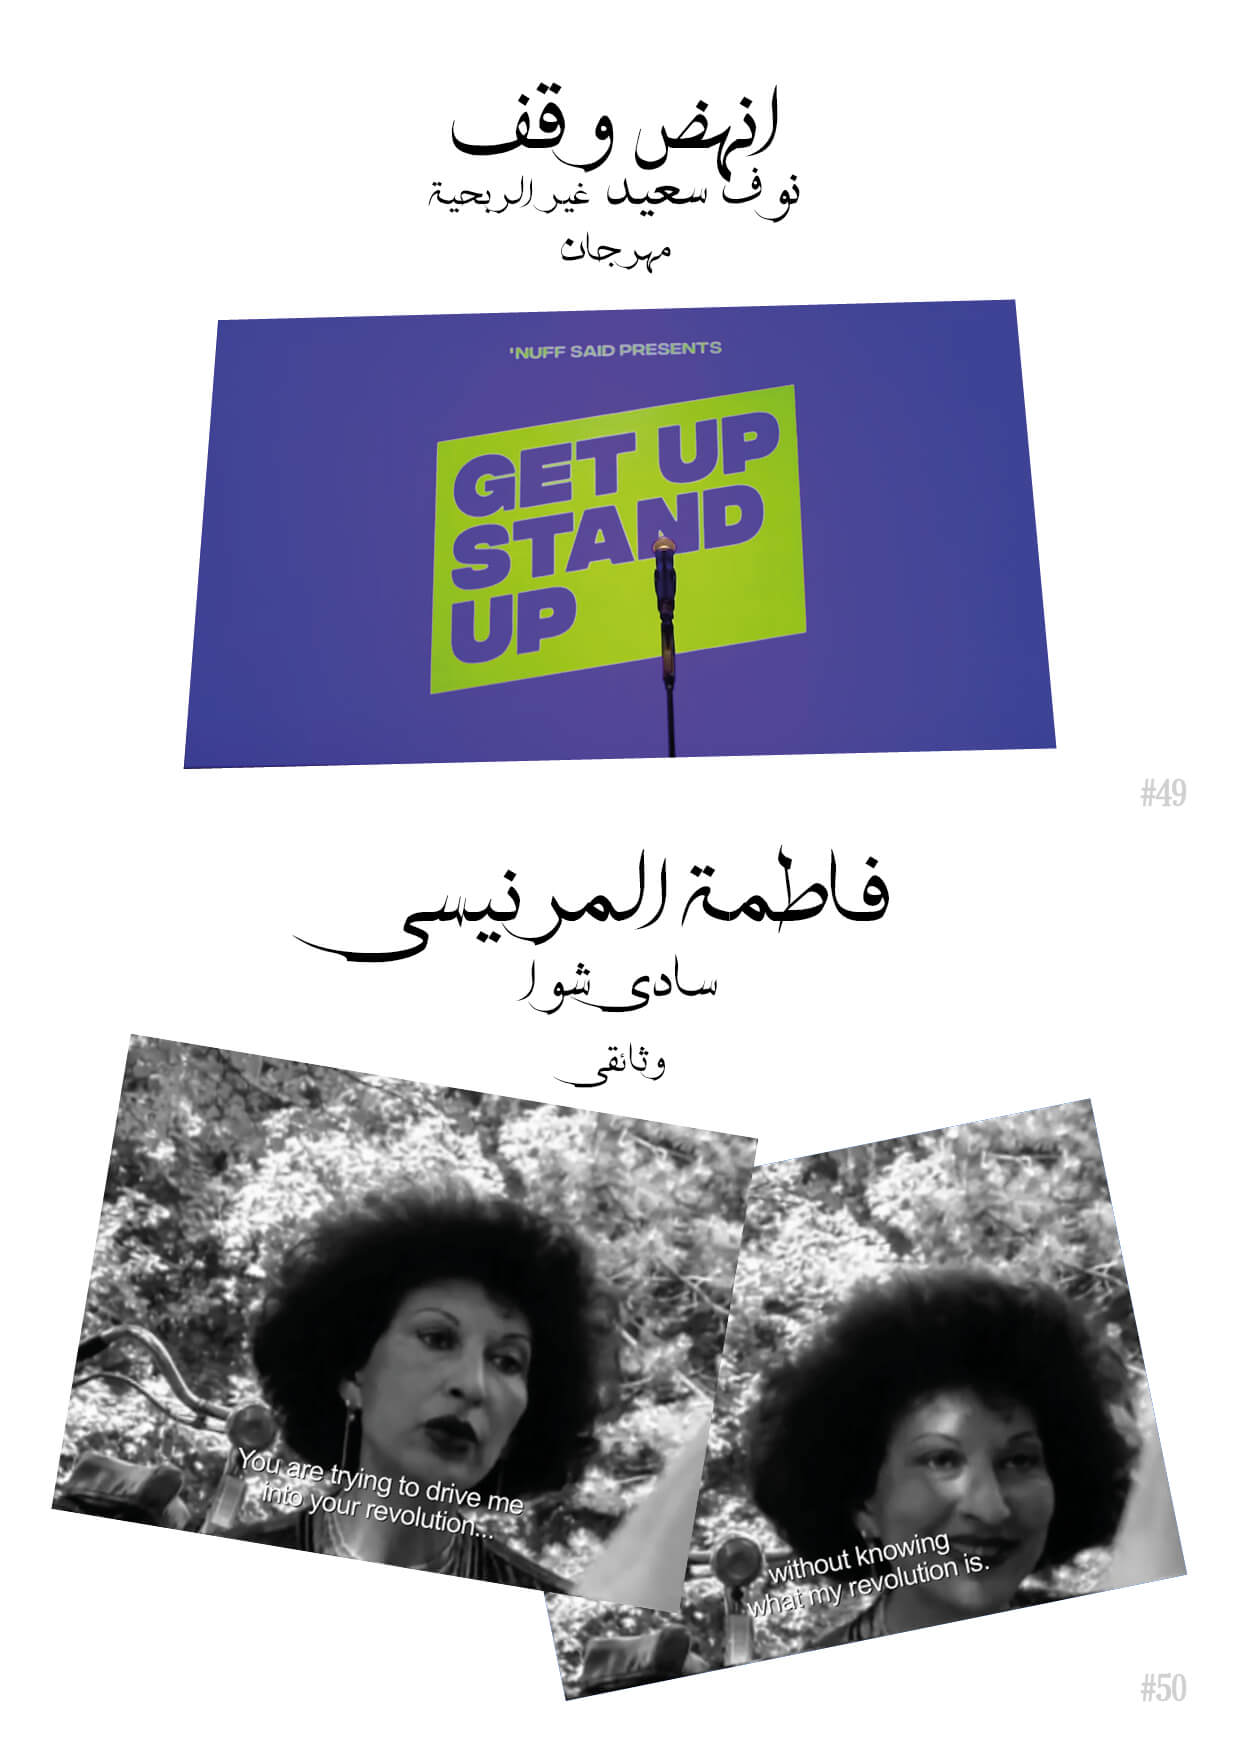 انهض وقف
نوف سعيد غير الربحية
مهرجان
'NUFF SAID PRESENTS
GET UP
STAND
UP
#49
فاطمة المرنيسي
سادي شوا
وثائقي
You are trying to drive me
into your revolution...
without knowing
what my revolution is.
#50